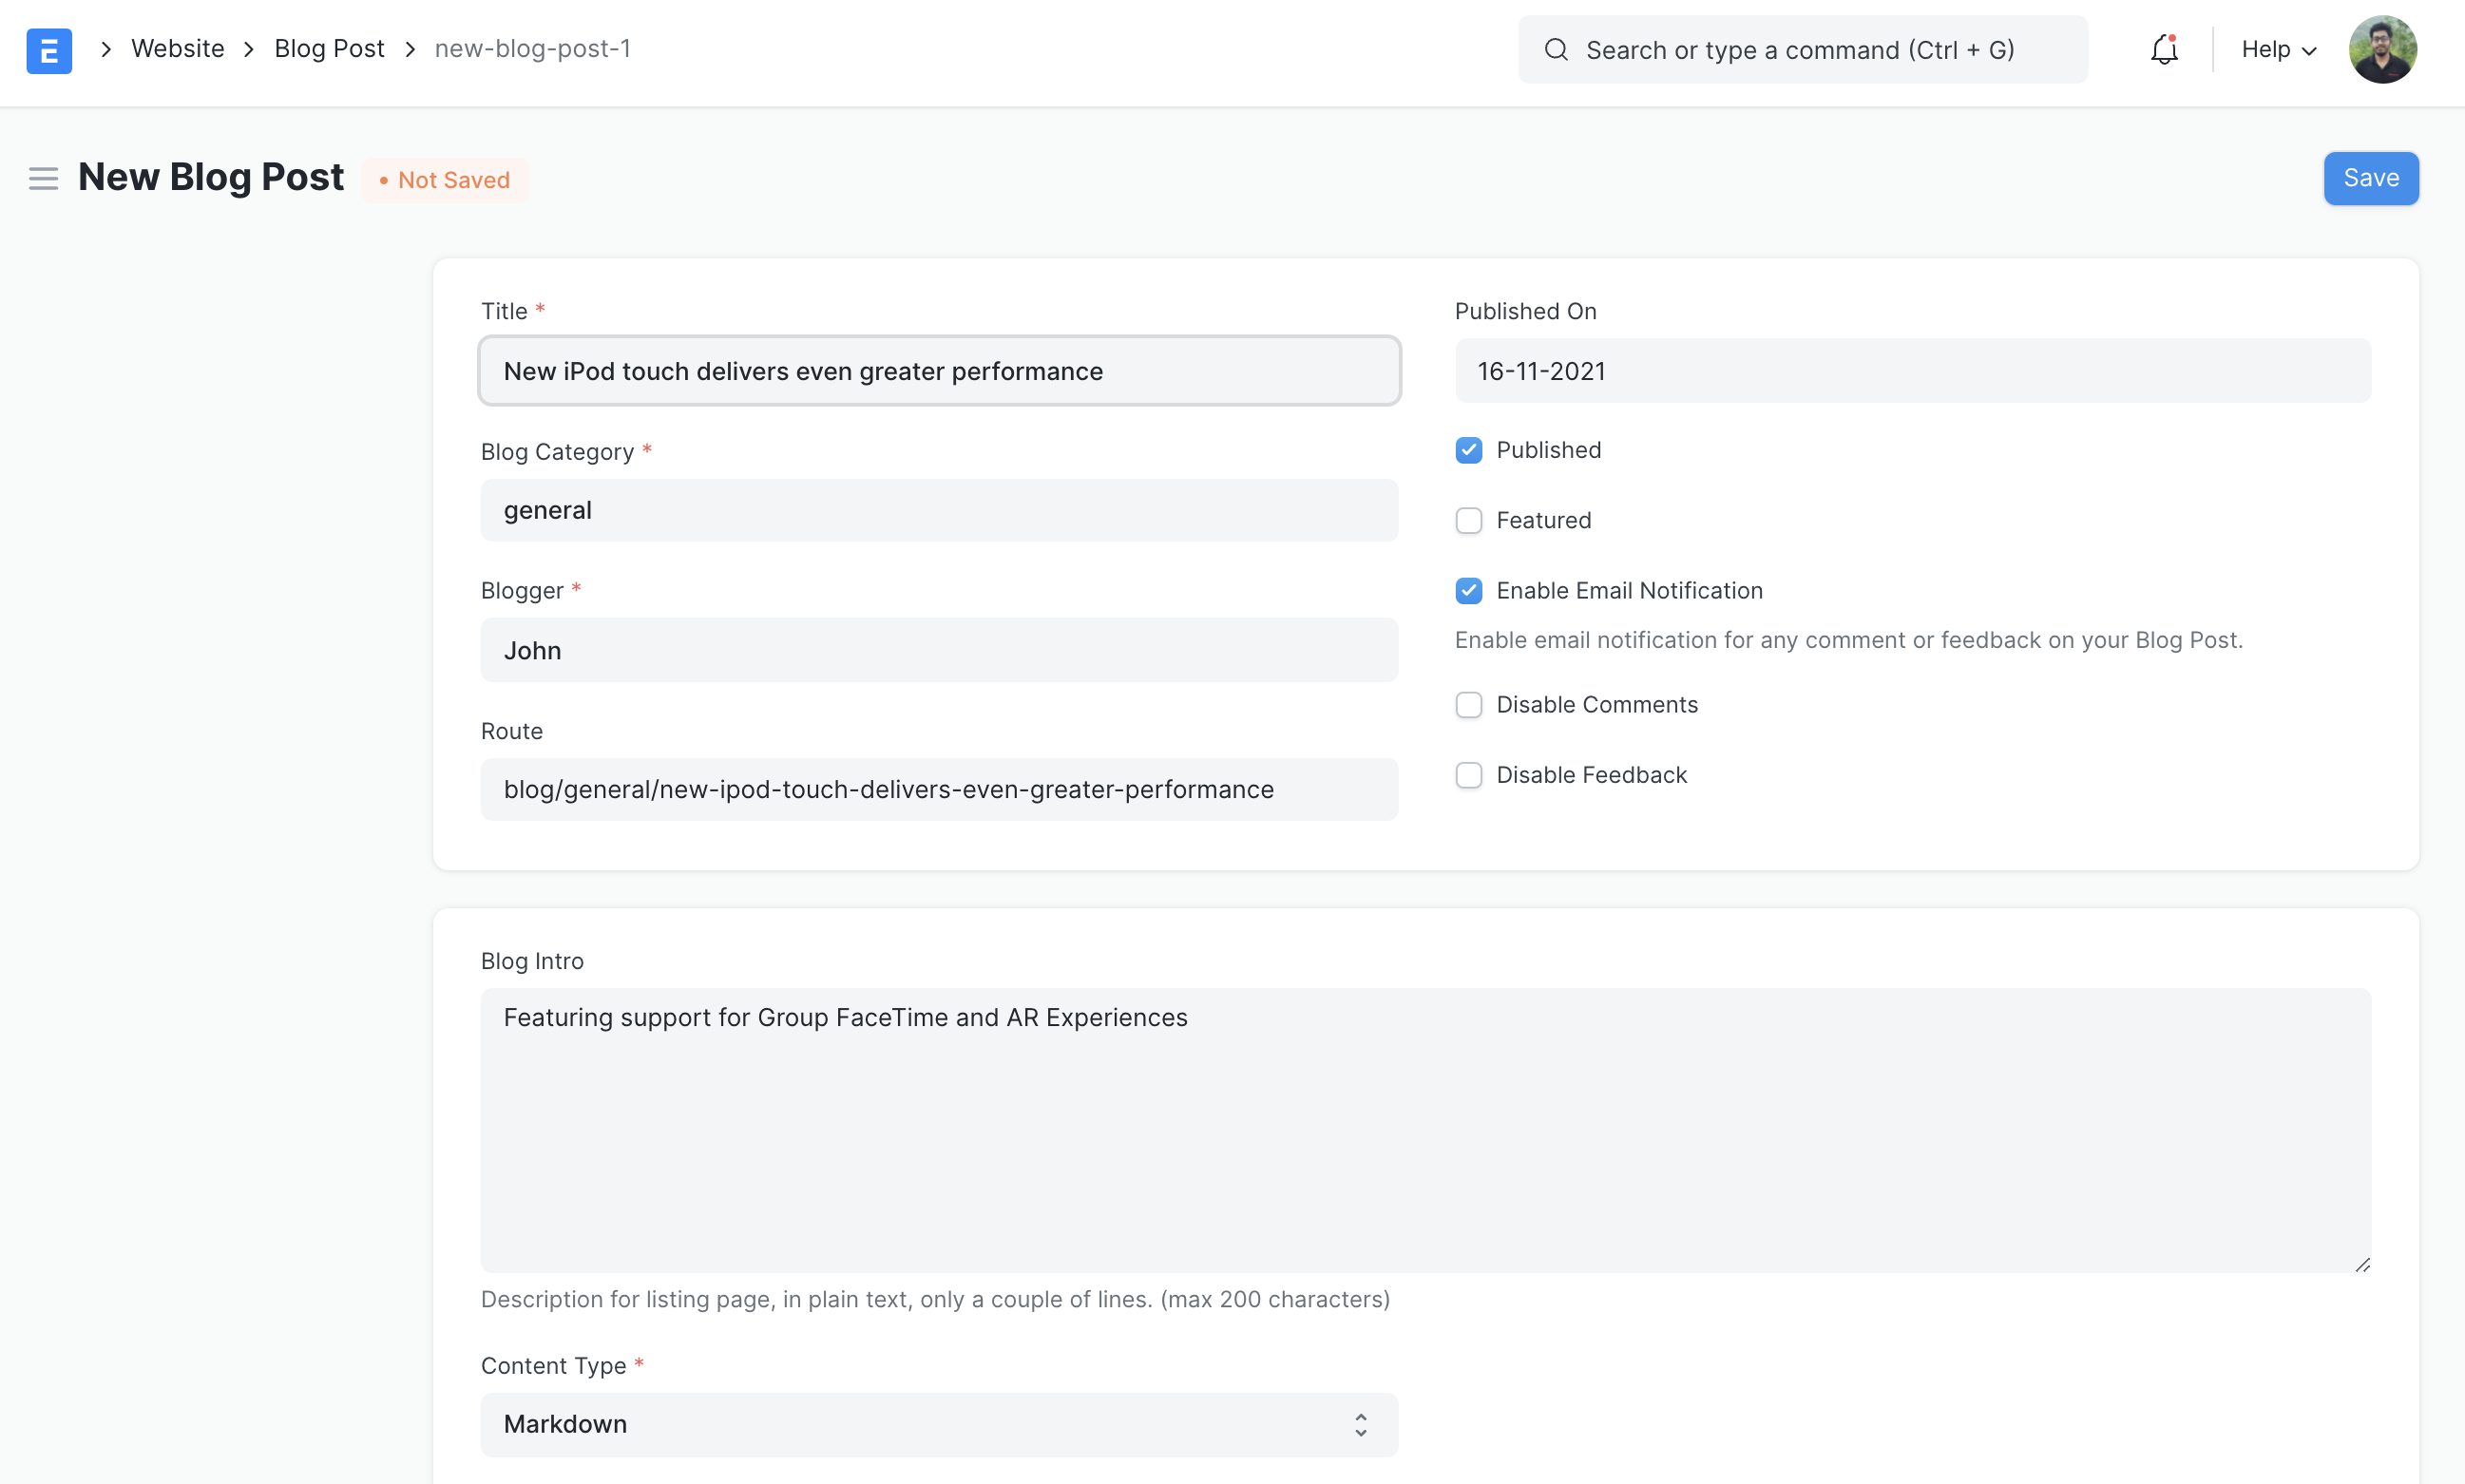 E
Website
Blog Post
new-blog-post-1
Search or type a command (Ctrl + G)
Help
New Blog Post
• Not Saved
Save
Title *
New iPod touch delivers even greater performance
Blog Category *
general
Blogger *
John
Route
blog/general/new-ipod-touch-delivers-even-greater-performance
Published On
16-11-2021
Published
Featured
Enable Email Notification
Enable email notification for any comment or feedback on your Blog Post.
Disable Comments
Disable Feedback
Blog Intro
Featuring support for Group FaceTime and AR Experiences
Description for listing page, in plain text, only a couple of lines. (max 200 characters)
Content Type *
Markdown